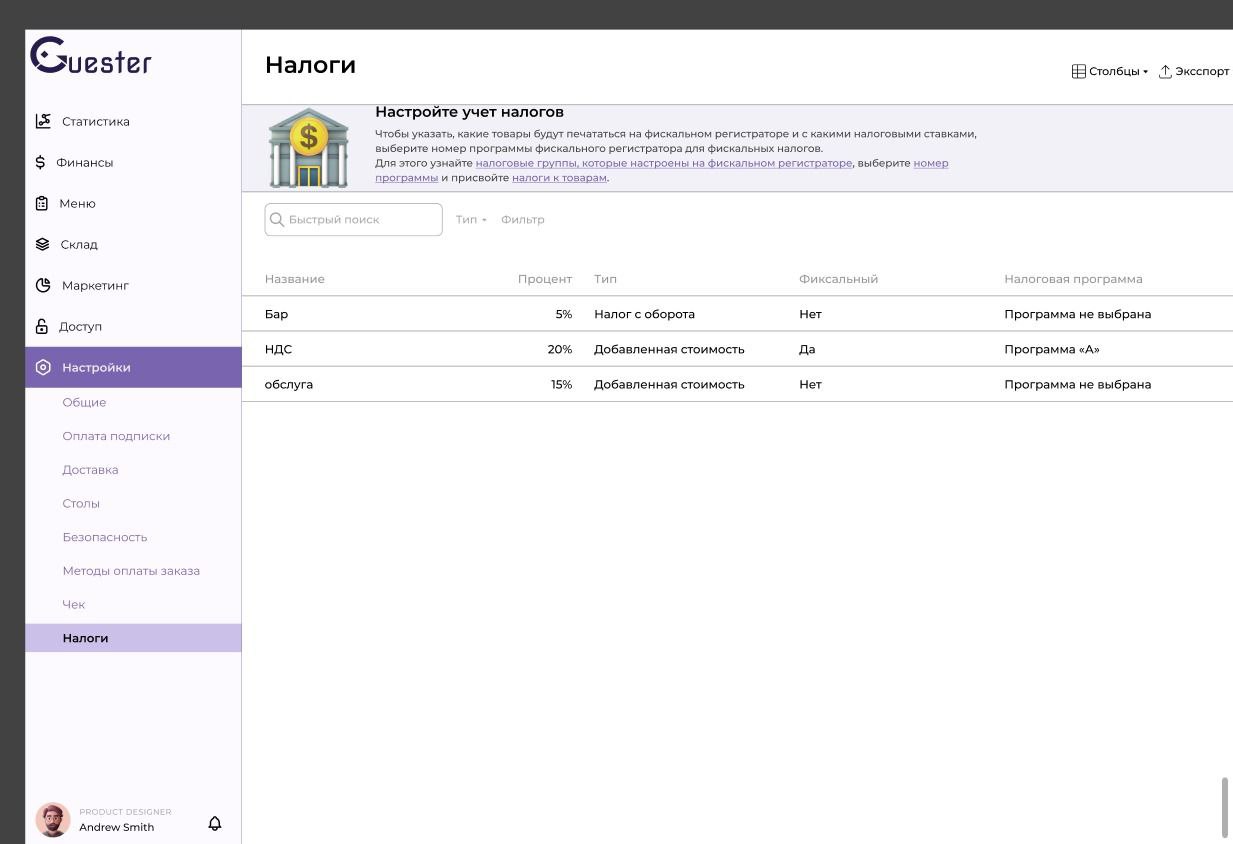 Guester
Налоги
Столбцы
Эксспорт
Статистика
Финансы
Меню
Склад
Маркетинг
Доступ
Настройки
Общие
Оплата подписки
Доставка
Столы
Безопасность
Методы оплаты заказа
Чек
Налоги
PRODUCT DESIGNER
Andrew Smith
Настройте учет налогов
Чтобы указать, какие товары будут печататься на фискальном регистраторе и с какими налоговыми ставками,
выберите номер программы фискального регистратора для фискальных налогов.
Для этого узнайте налоговые группы, которые настроены на фискальном регистраторе, выберите номер
программы и присвойте налоги к товарам.
Быстрый поиск
Тип
Фильтр
Название Процент Тип Фиксальный Налоговая программа
Бар 5% Налог с оборота Нет Программа не выбрана
НДС 20% Добавленная стоимость Да Программа «А»
обслуга 15% Добавленная стоимость Нет Программа не выбрана